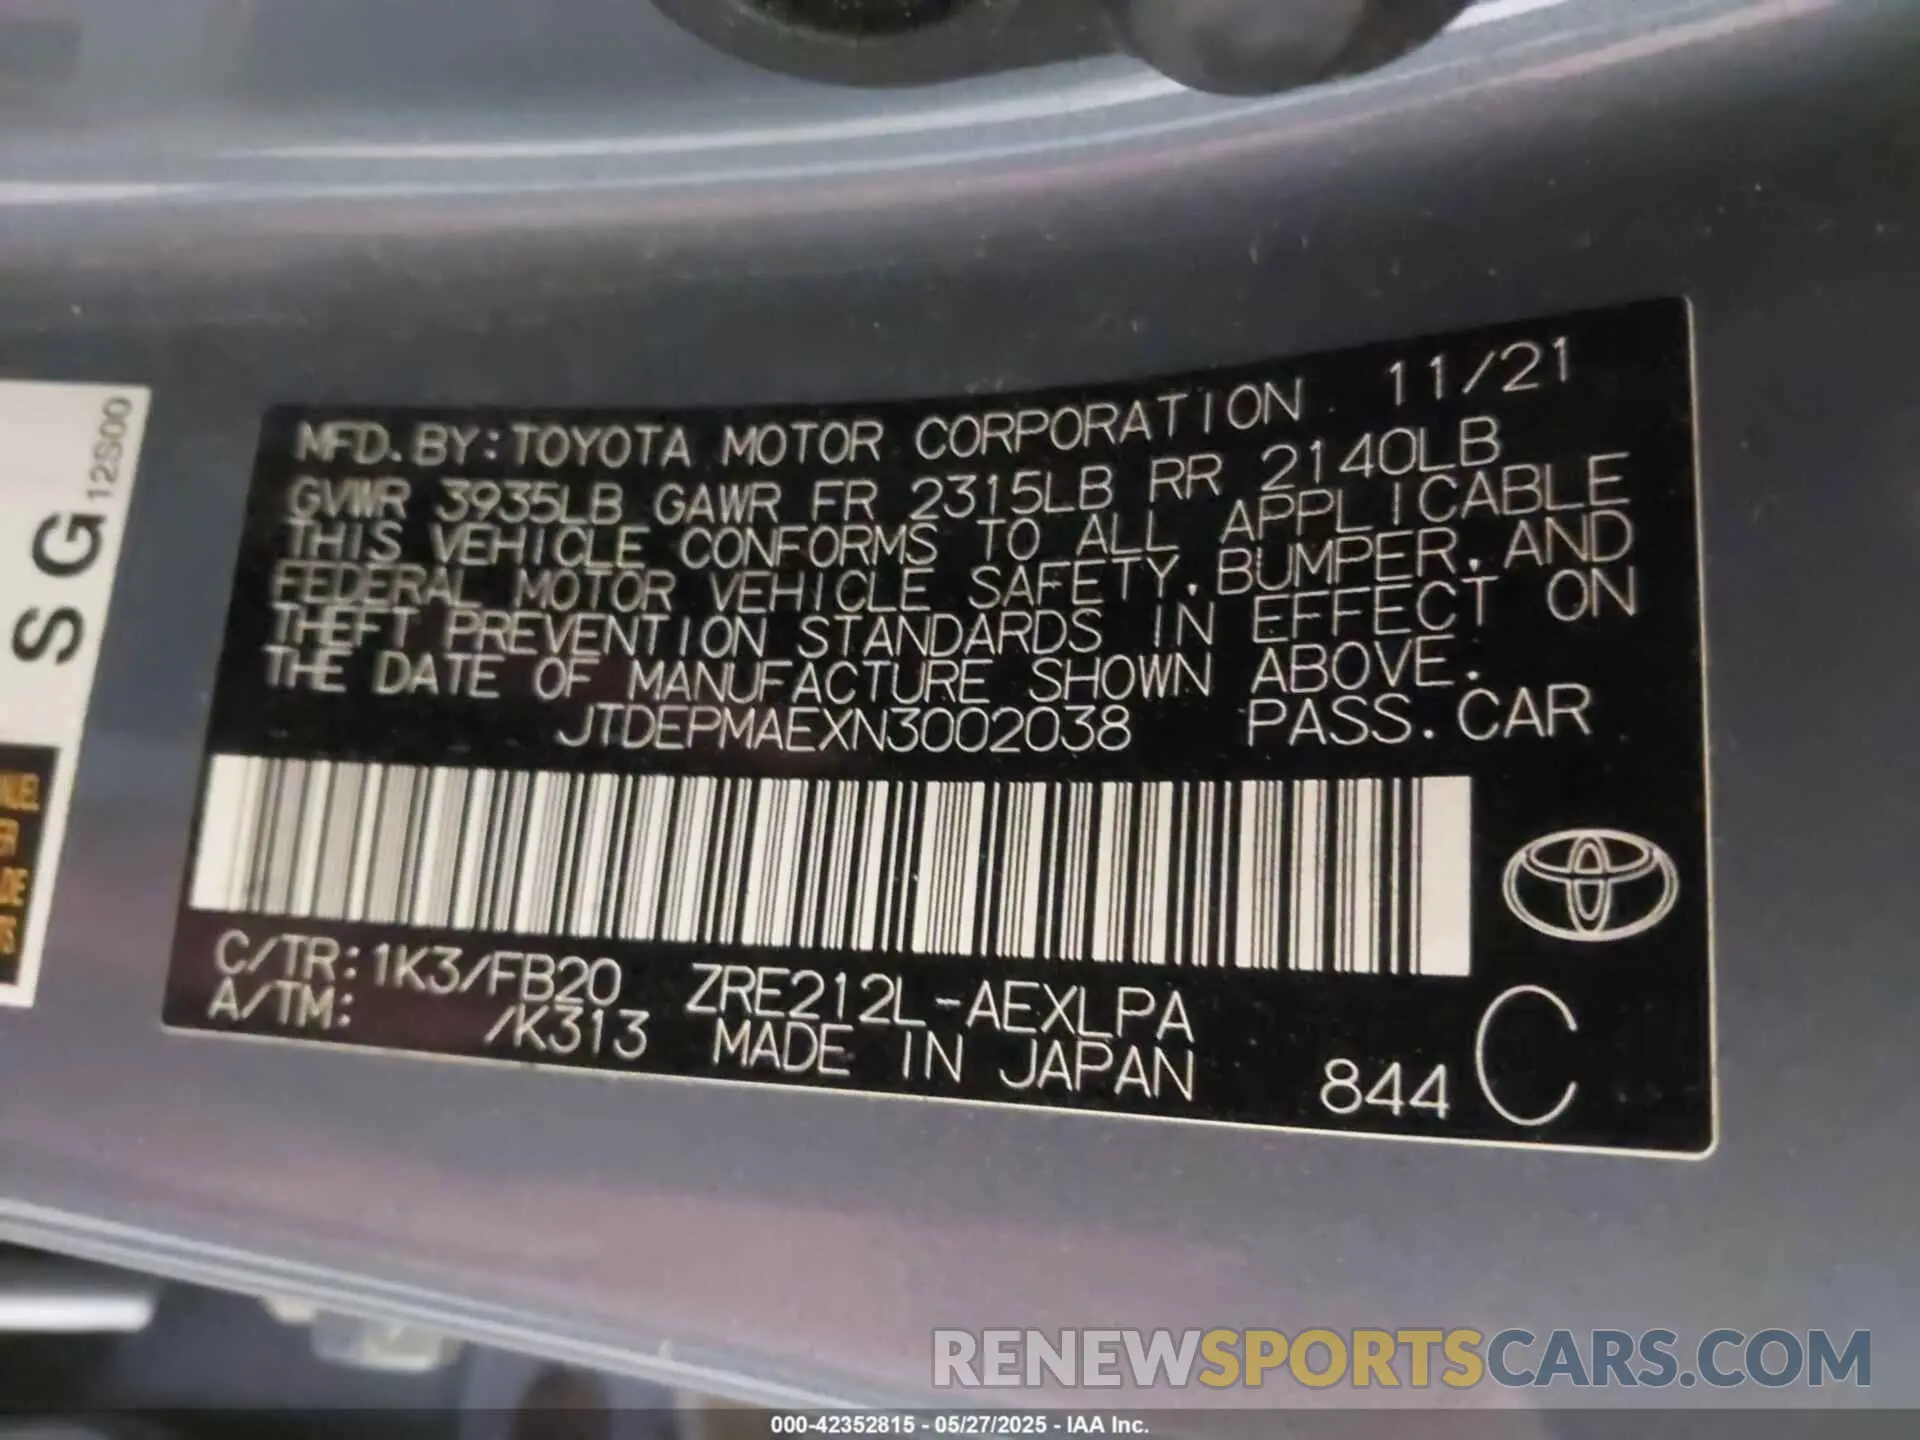 SG12S00
MFD. BY: TOYOTA MOTOR CORPORATION 11/21
GVWR 3935LB GAWR FR 2315LB RR 2140LB
THIS VEHICLE CONFORMS TO ALL APPLICABLE
FEDERAL MOTOR VEHICLE SAFETY, BUMPER, AND
THEFT PREVENTION STANDARDS IN EFFECT ON
THE DATE OF MANUFACTURE SHOWN ABOVE.
JTDEPMAEXN3002038 PASS. CAR
C/TR: 1K3/FB20 ZRE212L-AEXLPA
A/TM: /K313 MADE IN JAPAN 844 C
RENEWSPORTSCARS.COM
000-42352815 - 05/27/2025 - IAA Inc.